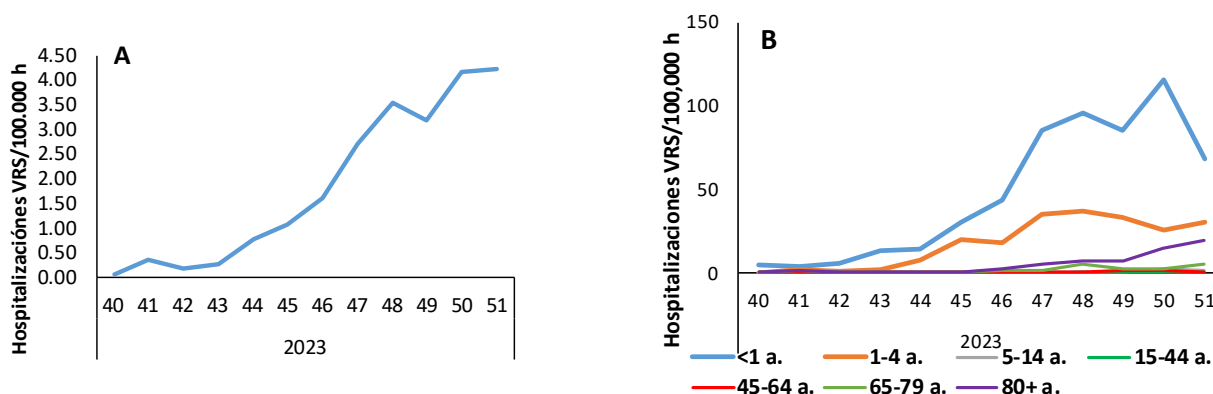 A
Hospitalizaciónes VRS/100.000 h
4.50
4.00
3.50
3.00
2.50
2.00
1.50
1.00
0.50
0.00
40 41 42 43 44 45 46 47 48 49 50 51
2023
B
Hospitalizaciones VRS/100,000 h
150
100
50
0
40 41 42 43 44 45 46 47 48 49 50 51
2023
<1 a. 1-4 a. 5-14 a. 15-44 a.
45-64 a. 65-79 a. 80+ a.